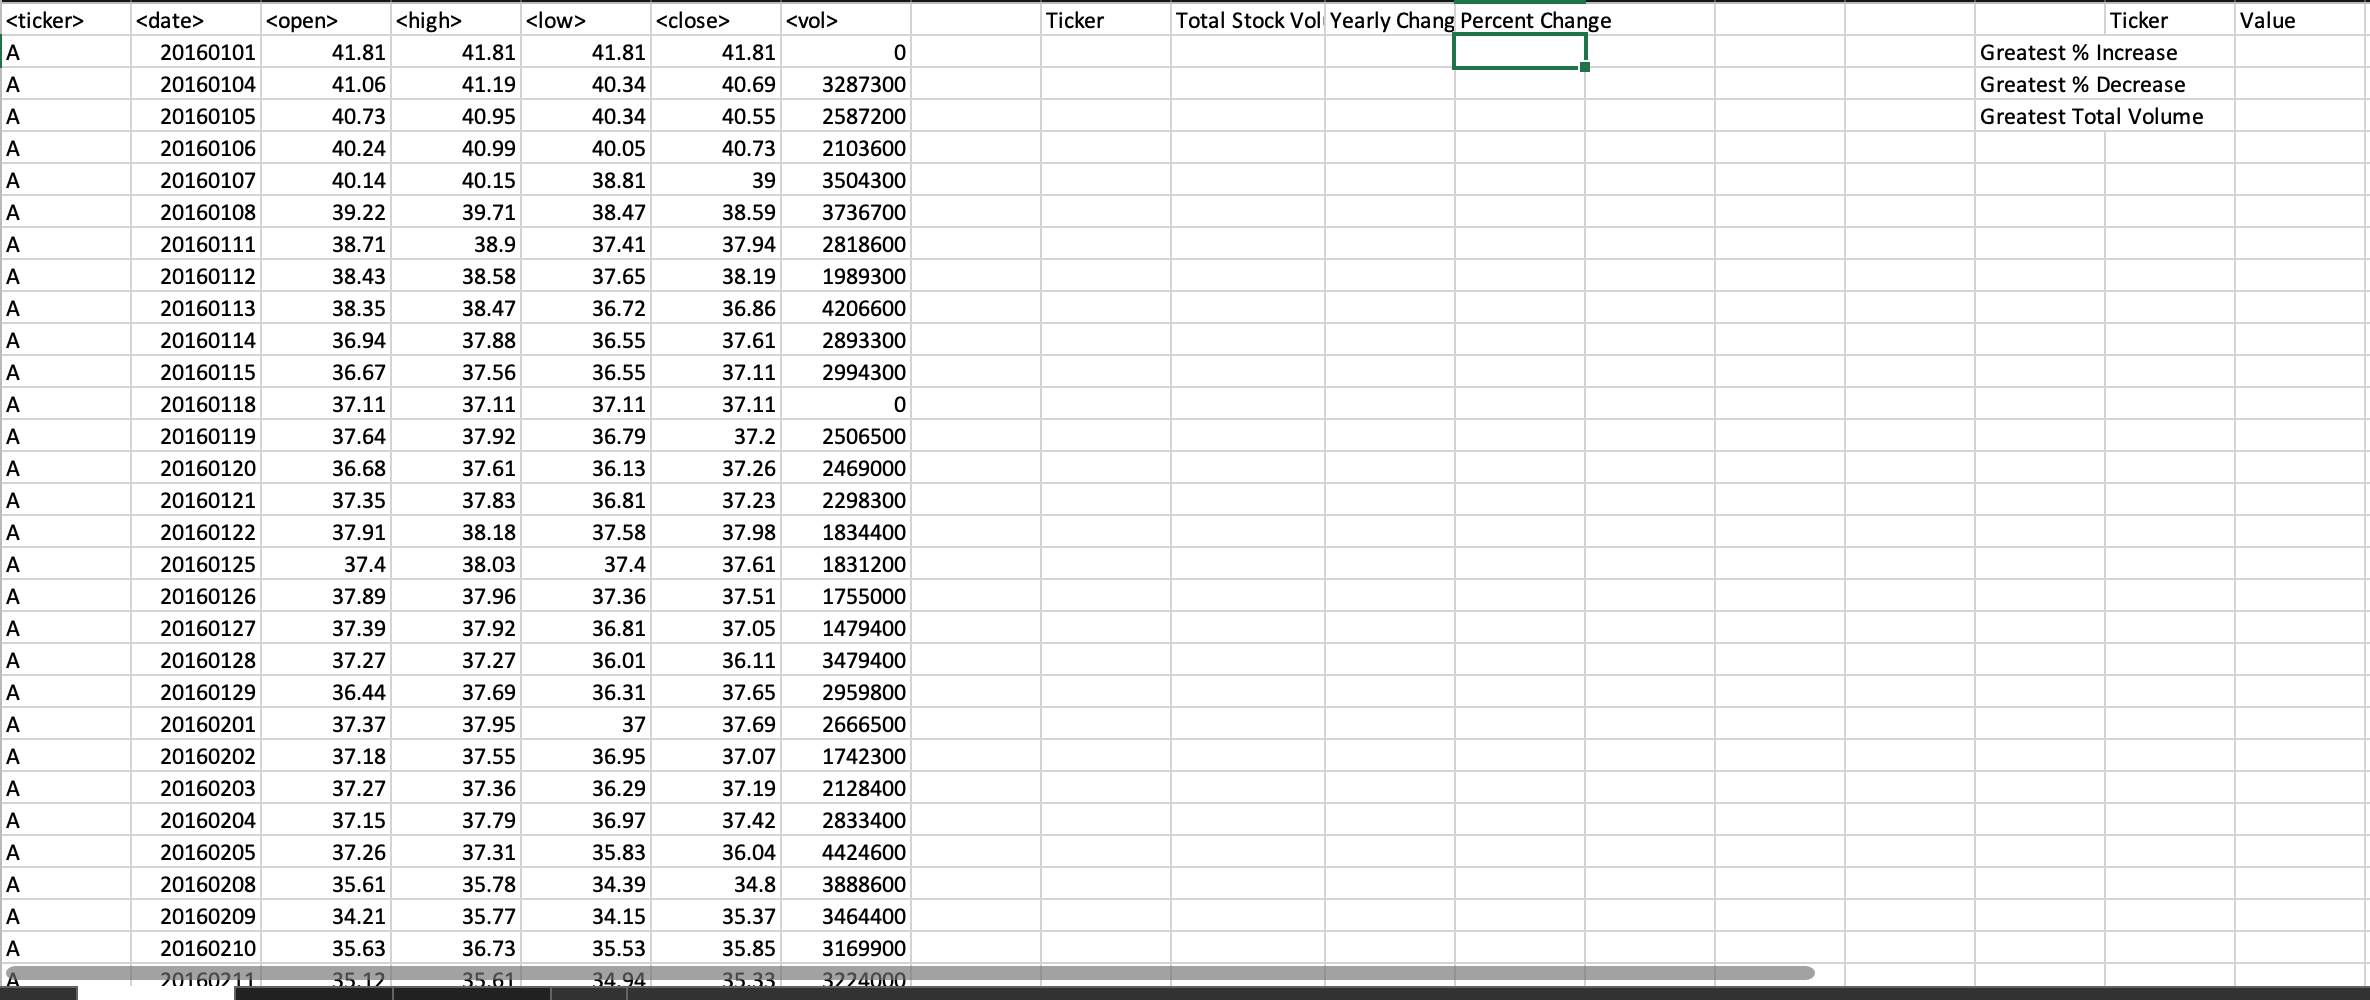 <ticker> <date> <open> <high> <low> <close> <vol> Ticker Total Stock Vol Yearly Chang Percent Change Ticker Value
A 20160101 41.81 41.81 41.81 41.81 0 Greatest % Increase
A 20160104 41.06 41.19 40.34 40.69 3287300 Greatest % Decrease
A 20160105 40.73 40.95 40.34 40.55 2587200 Greatest Total Volume
A 20160106 40.24 40.99 40.05 40.73 2103600
A 20160107 40.14 40.15 38.81 39 3504300
A 20160108 39.22 39.71 38.47 38.59 3736700
A 20160111 38.71 38.9 37.41 37.94 2818600
A 20160112 38.43 38.58 37.65 38.19 1989300
A 20160113 38.35 38.47 36.72 36.86 4206600
A 20160114 36.94 37.88 36.55 37.61 2893300
A 20160115 36.67 37.56 36.55 37.11 2994300
A 20160118 37.11 37.11 37.11 37.11 0
A 20160119 37.64 37.92 36.79 37.2 2506500
A 20160120 36.68 37.61 36.13 37.26 2469000
A 20160121 37.35 37.83 36.81 37.23 2298300
A 20160122 37.91 38.18 37.58 37.98 1834400
A 20160125 37.4 38.03 37.4 37.61 1831200
A 20160126 37.89 37.96 37.36 37.51 1755000
A 20160127 37.39 37.92 36.81 37.05 1479400
A 20160128 37.27 37.27 36.01 36.11 3479400
A 20160129 36.44 37.69 36.31 37.65 2959800
A 20160201 37.37 37.95 37 37.69 2666500
A 20160202 37.18 37.55 36.95 37.07 1742300
A 20160203 37.27 37.36 36.29 37.19 2128400
A 20160204 37.15 37.79 36.97 37.42 2833400
A 20160205 37.26 37.31 35.83 36.04 4424600
A 20160208 35.61 35.78 34.39 34.8 3888600
A 20160209 34.21 35.77 34.15 35.37 3464400
A 20160210 35.63 36.73 35.53 35.85 3169900
A 20160211 35.12 35.61 34.94 35.33 3224000